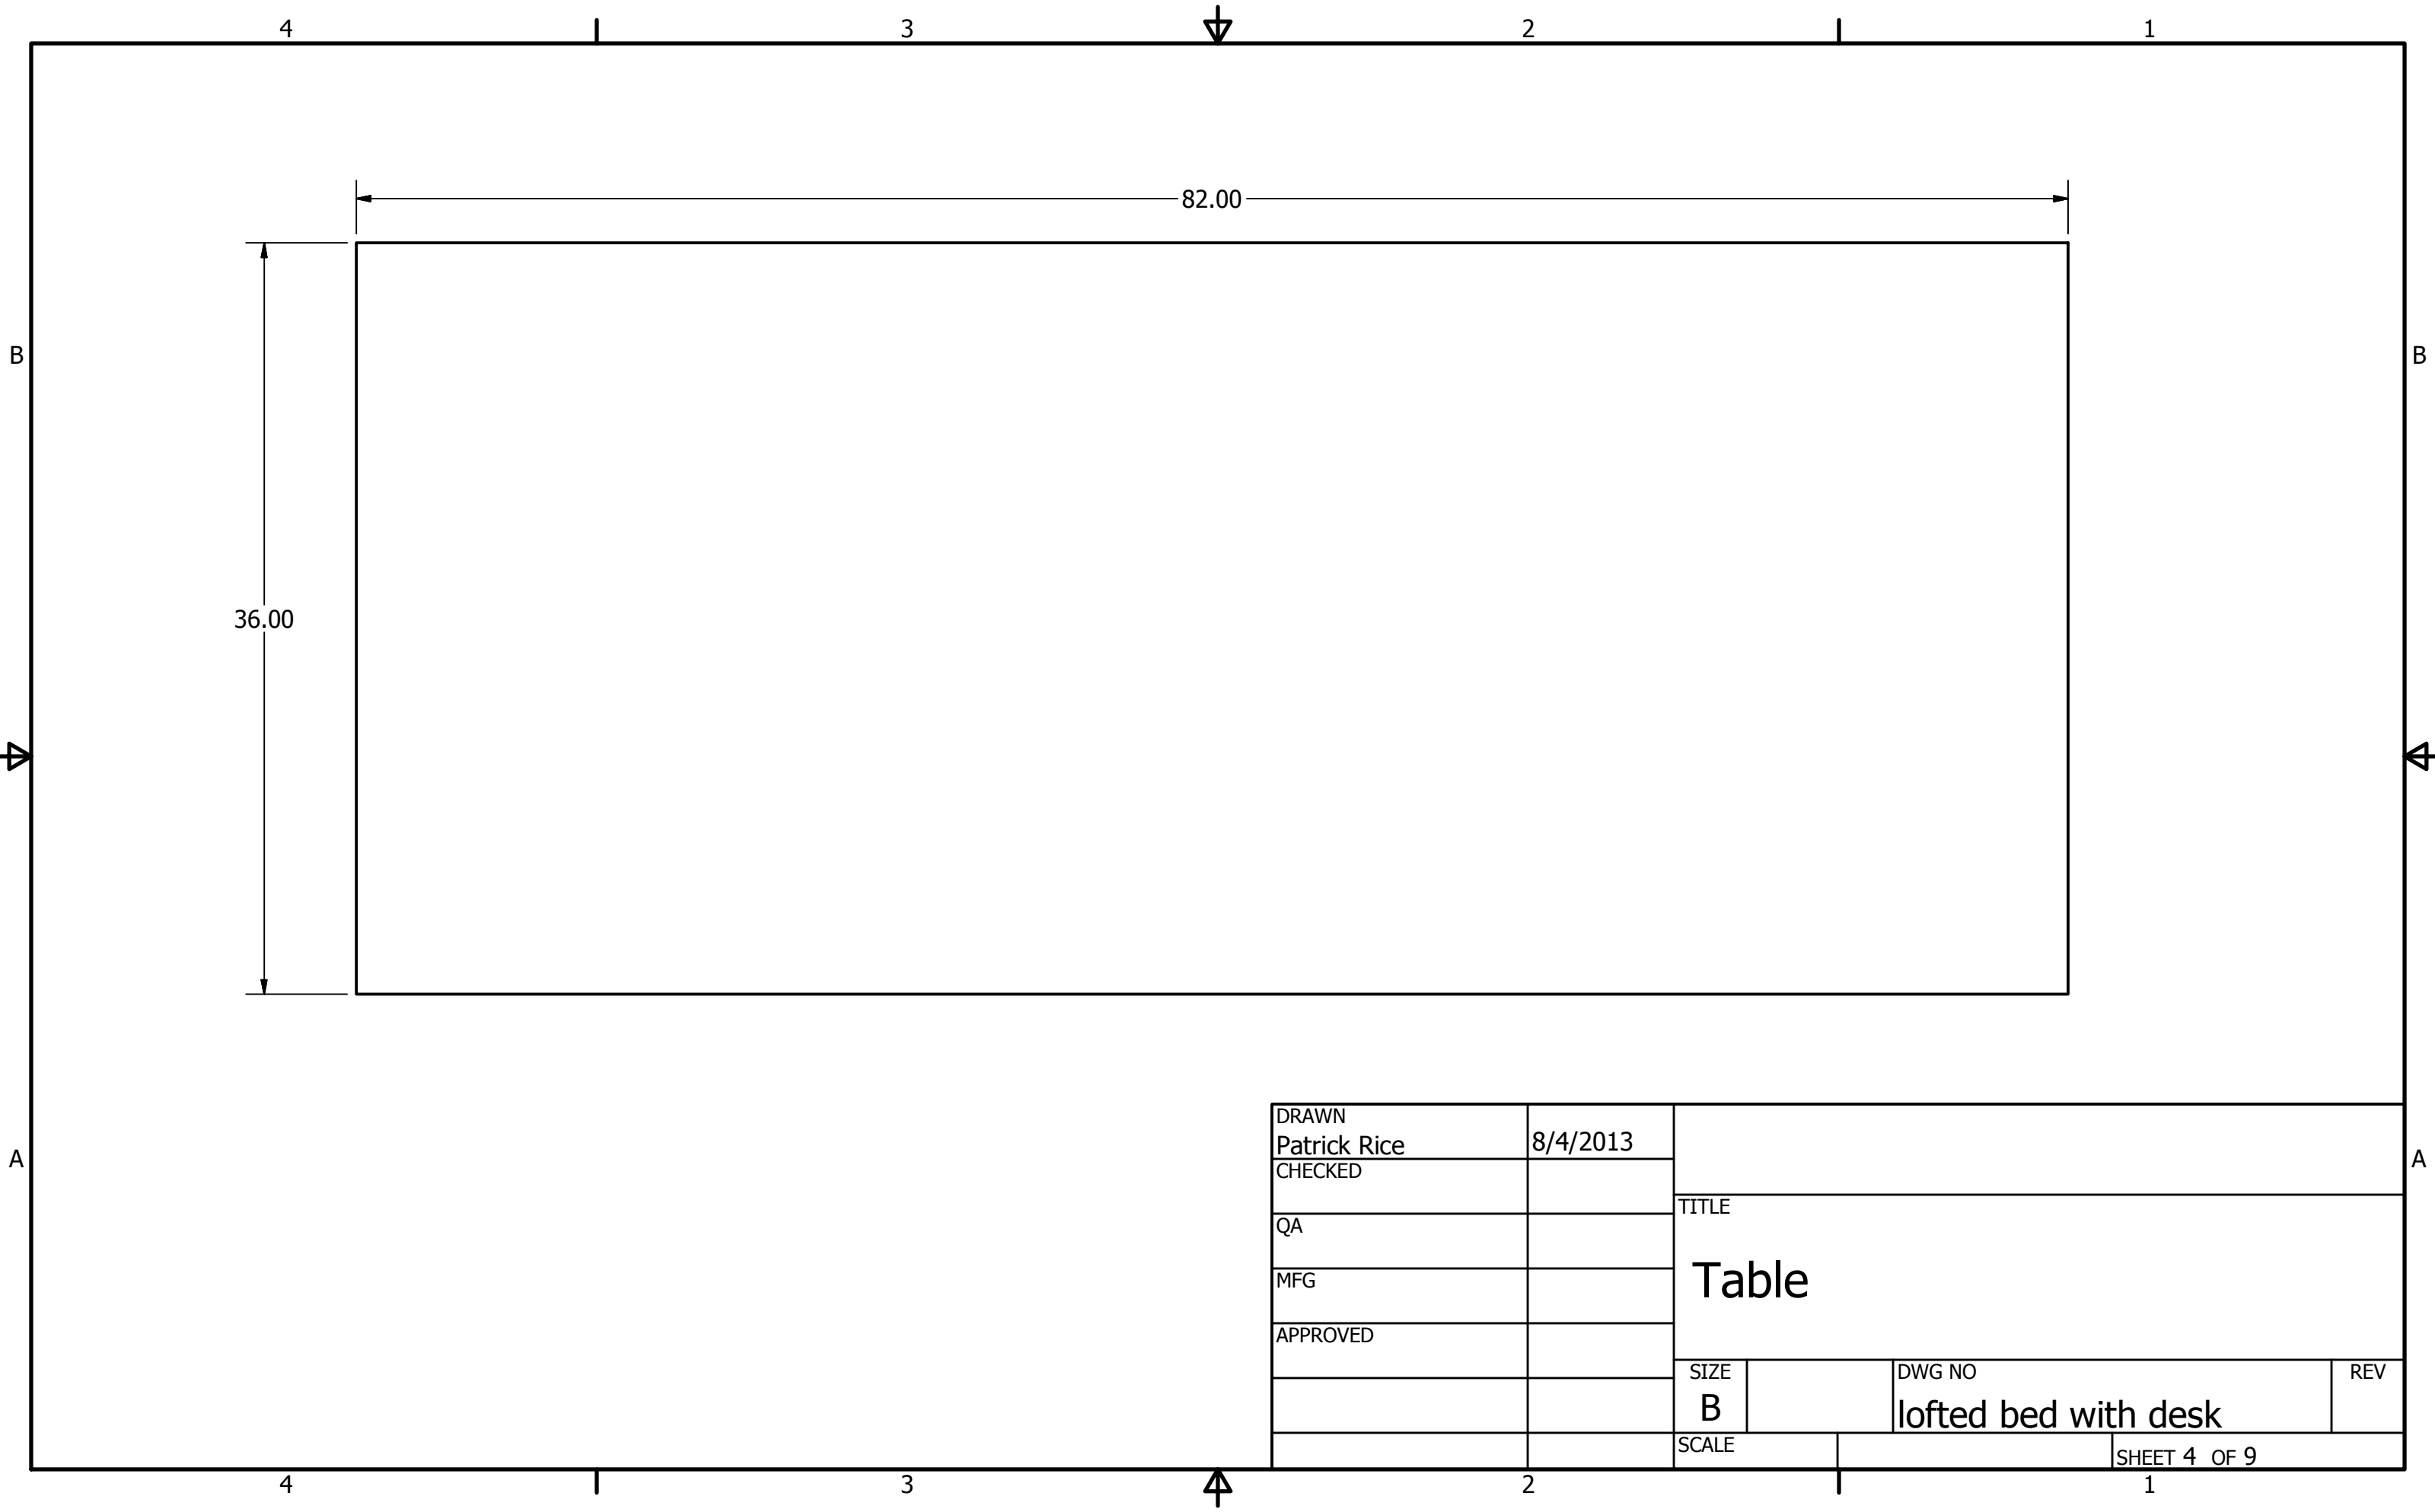 4 3 2 1
82.00
B B
36.00
DRAWN
Patrick Rice 8/4/2013
A A
CHECKED
TITLE
QA
Table
MFG
APPROVED
SIZE DWG NO REV
B lofted bed with desk
SCALE
SHEET 4 OF 9
4 3 2 1